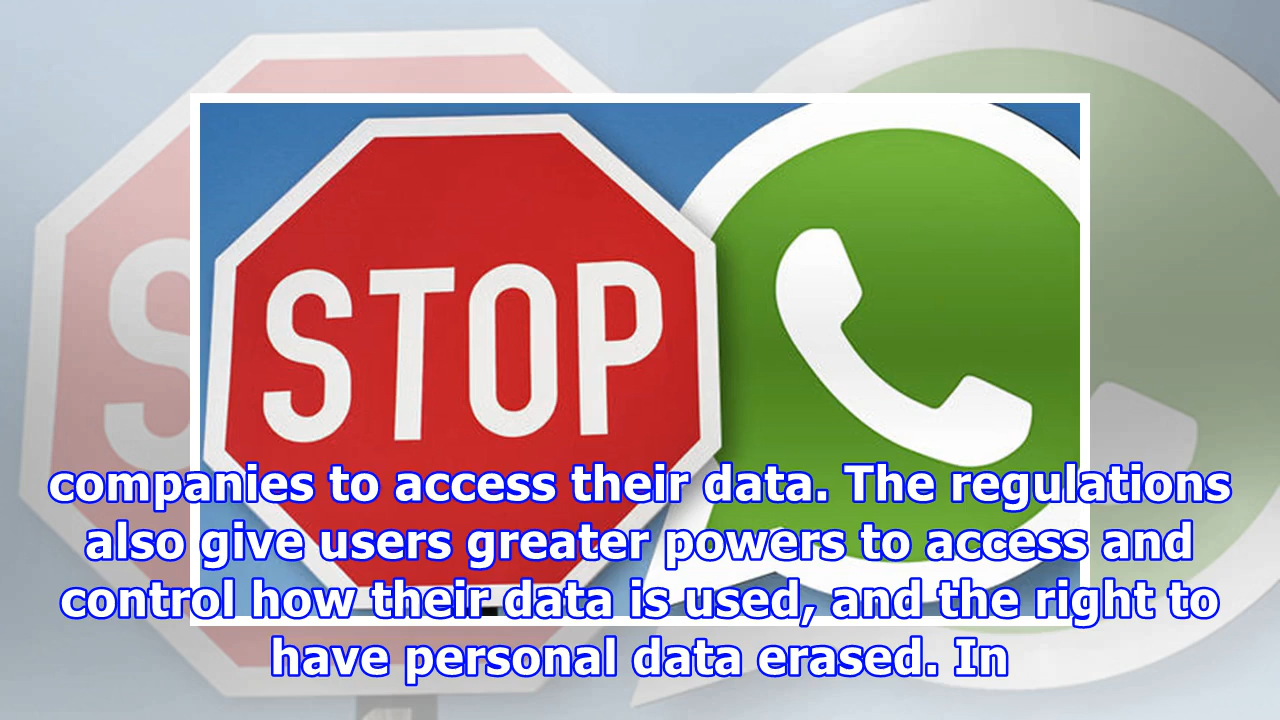 STOP
companies to access their data. The regulations
also give users greater powers to access and
control how their data is used, and the right to
have personal data erased. In